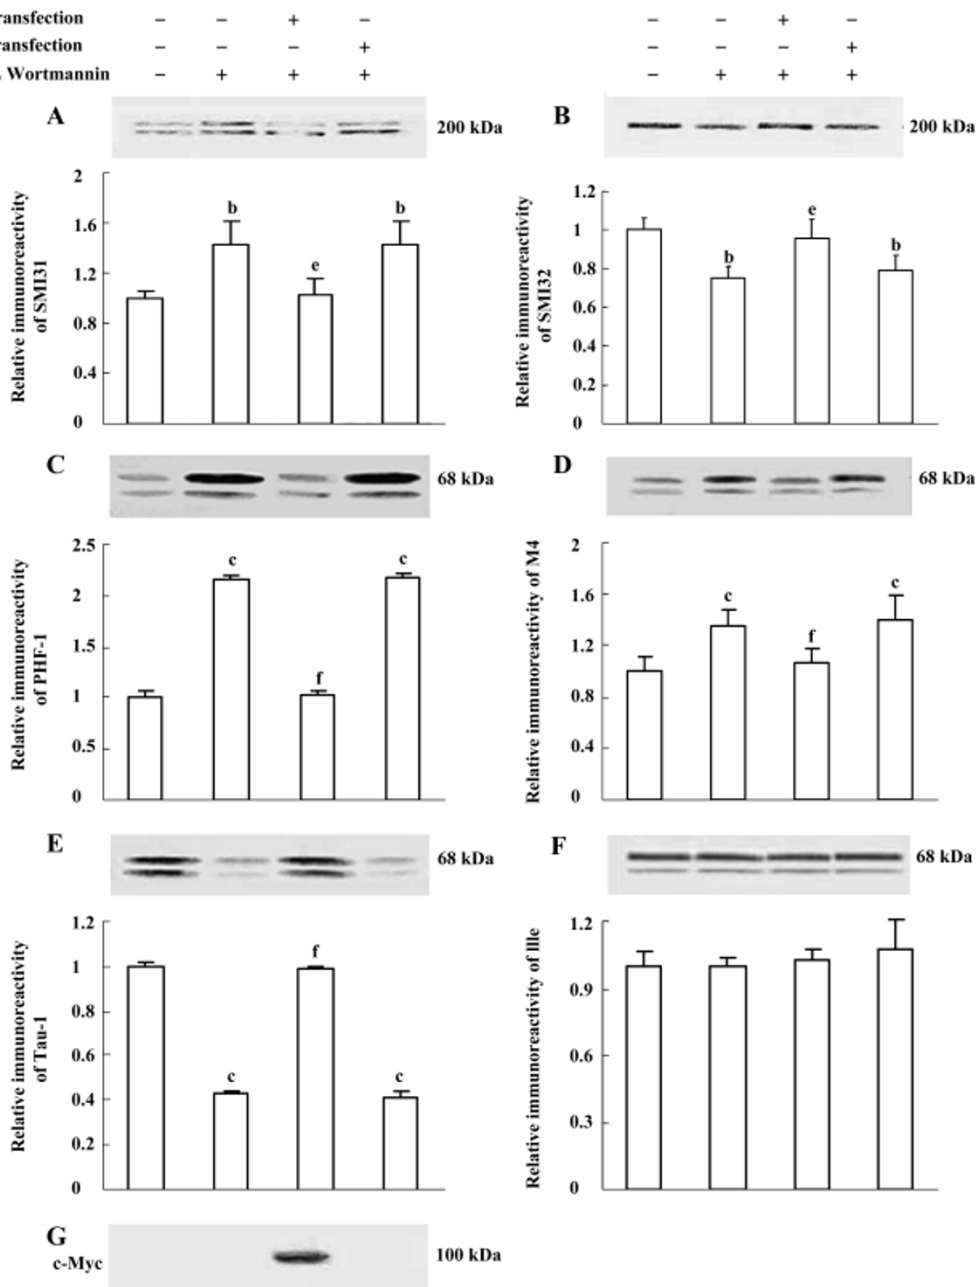 ransfection − − + − − − + −
ransfection − − − + − − − +
Wortmannin − + + + − + + +
A 200 kDa B 200 kDa
Relative immunoreactivity
of SMI31
2
1.6
1.2
0.8
0.4
0
b
e
b
Relative immunoreactivity
of SMI32
1.2
1
0.8
0.6
0.4
0.2
0
b
e
b
C 68 kDa D 68 kDa
Relative immunoreactivity
of PHF-1
2.5
2
1.5
1
0.5
0
c
f
c
Relative immunoreactivity of M4
2
1.6
1.2
0.8
0.4
0
c
f
c
E 68 kDa F 68 kDa
Relative immunoreactivity
of Tau-1
1.2
1
0.8
0.6
0.4
0.2
0
c
f
c
Relative immunoreactivity of llle
1.2
0.9
0.6
0.3
0
G
c-Myc 100 kDa